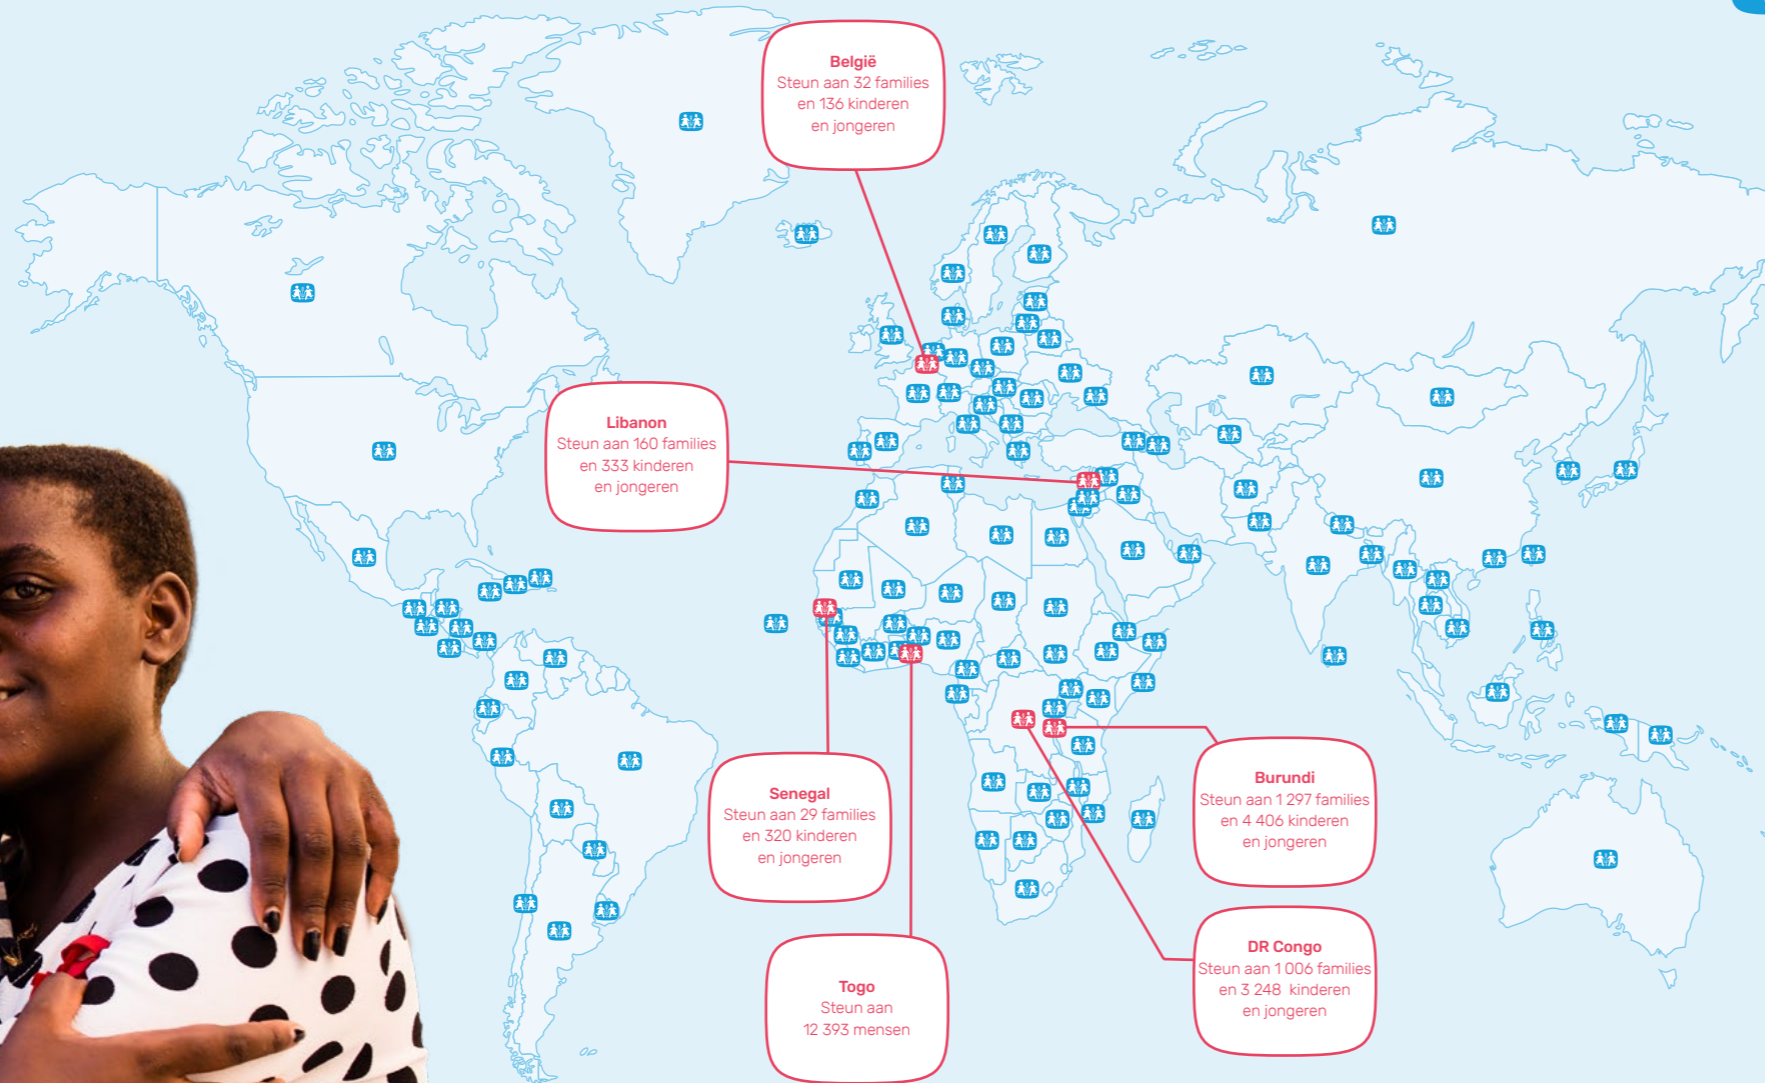 België
Steun aan 32 families
en 136 kinderen
en jongeren
Libanon
Steun aan 160 families
en 333 kinderen
en jongeren
Senegal
Steun aan 29 families
en 320 kinderen
en jongeren
Togo
Steun aan
12 393 mensen
Burundi
Steun aan 1 297 families
en 4 406 kinderen
en jongeren
DR Congo
Steun aan 1 006 families
en 3 248 kinderen
en jongeren